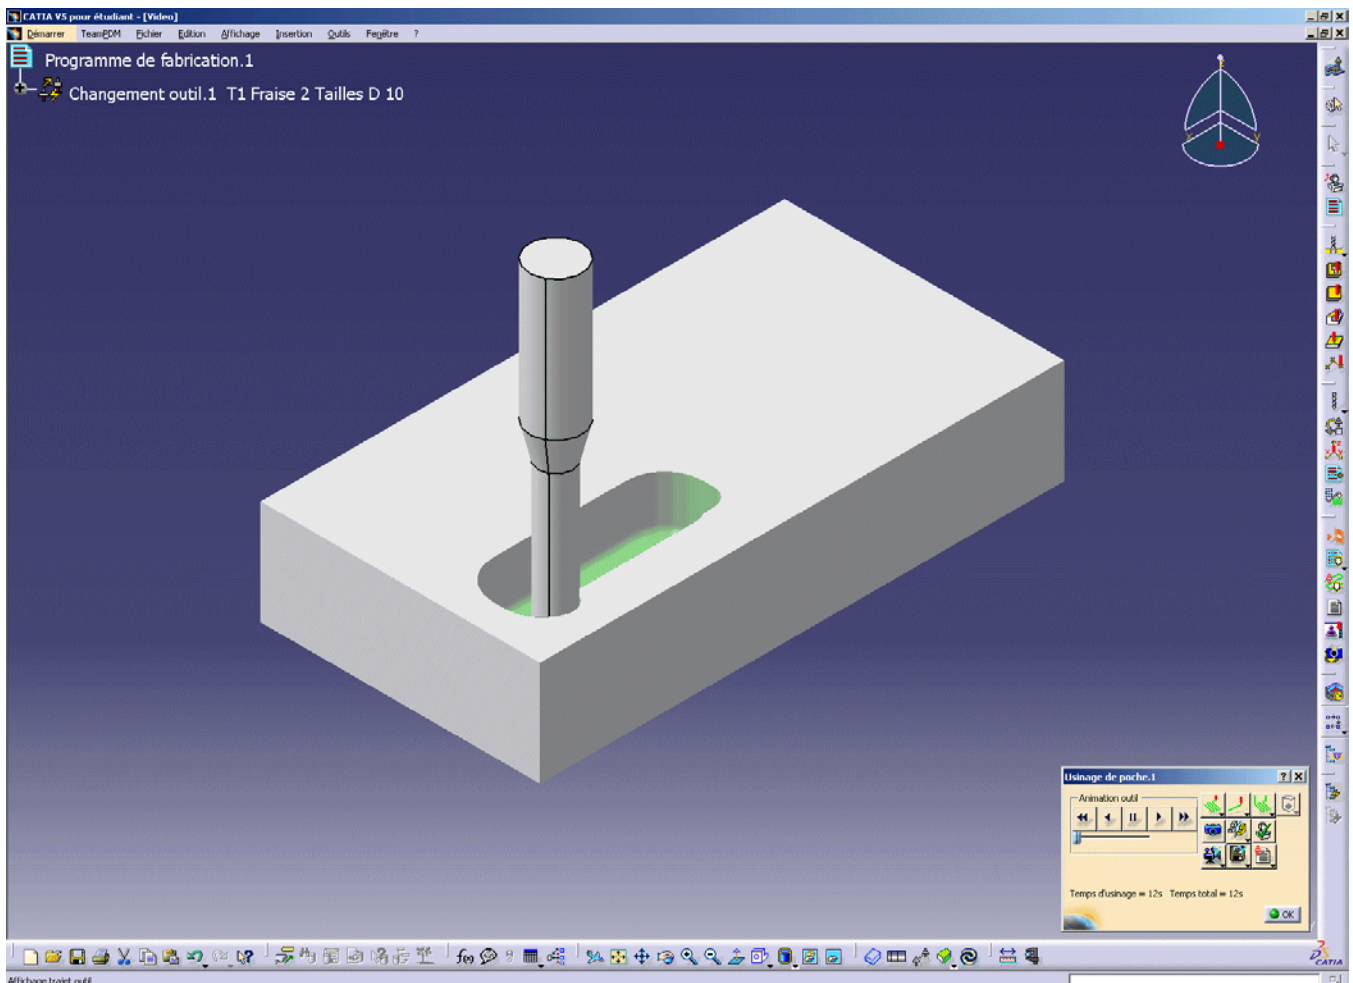 CATIA V5 pour étudiant - [Video]
Démarrer TeamPDM Fichier Edition Affichage Insertion Outils Fenêtre ?
Programme de fabrication.1
Changement outil.1 T1 Fraise 2 Tailles D 10
Usinage de poche.1
Animation outil
Temps d'usinage = 12s Temps total = 12s
OK
f(x)
CATIA
Affichage trajet outil